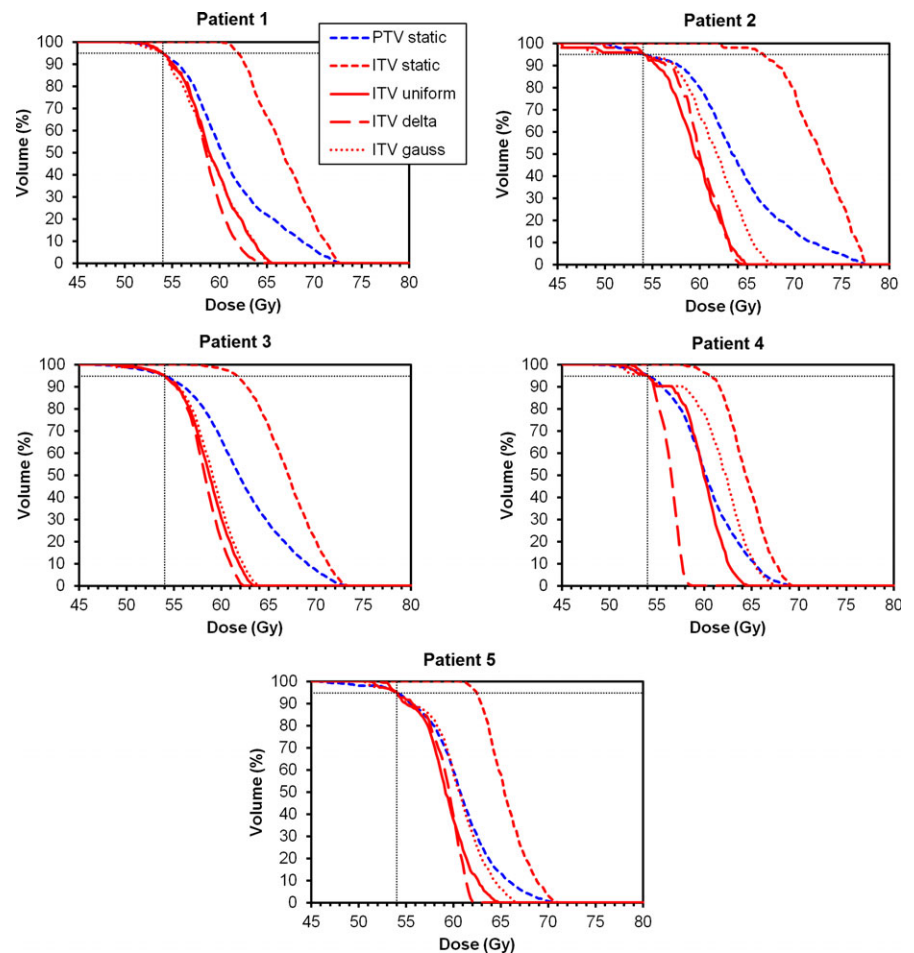 Patient 1
Volume (%)
100
90
80
70
60
50
40
30
20
10
0
45 50 55 60 65 70 75 80
Dose (Gy)
PTV static
ITV static
ITV uniform
ITV delta
ITV gauss
Patient 2
Volume (%)
100
90
80
70
60
50
40
30
20
10
0
45 50 55 60 65 70 75 80
Dose (Gy)
Patient 3
Volume (%)
100
90
80
70
60
50
40
30
20
10
0
45 50 55 60 65 70 75 80
Dose (Gy)
Patient 4
Volume (%)
100
90
80
70
60
50
40
30
20
10
0
45 50 55 60 65 70 75 80
Dose (Gy)
Patient 5
Volume (%)
100
90
80
70
60
50
40
30
20
10
0
45 50 55 60 65 70 75 80
Dose (Gy)